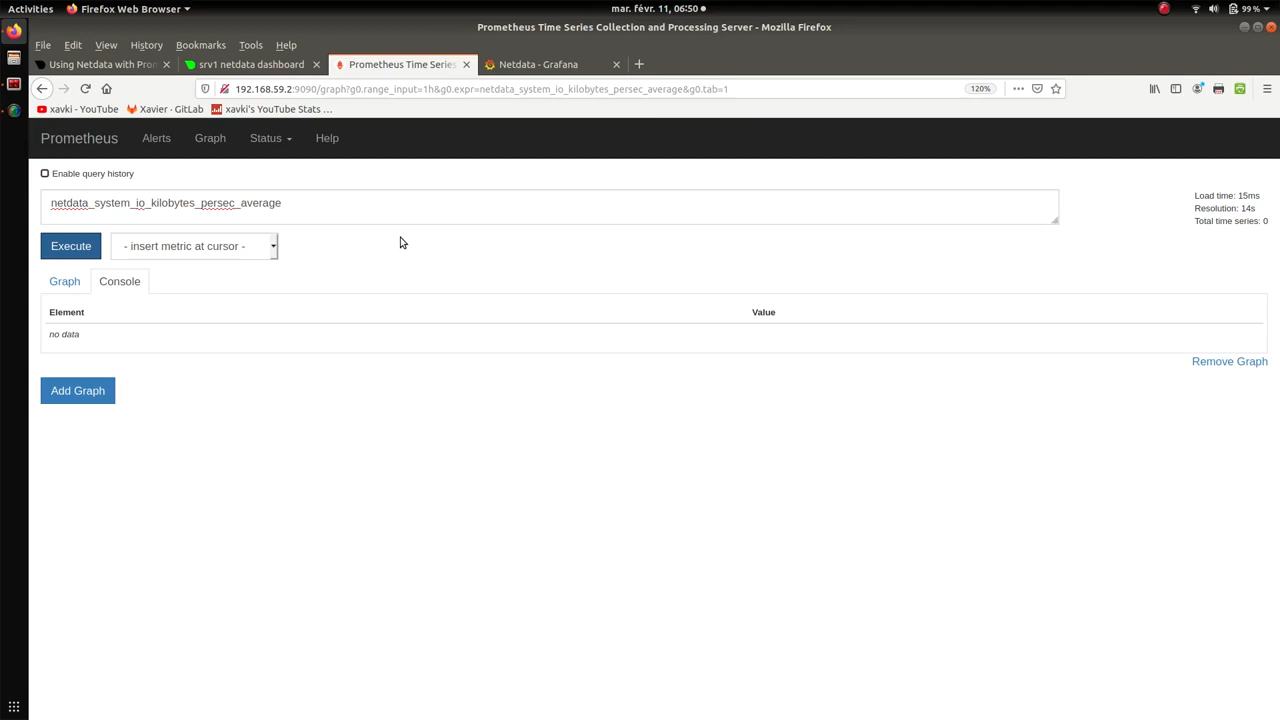 Activities Firefox Web Browser mar. févr. 11, 06:50 99 %
Prometheus Time Series Collection and Processing Server - Mozilla Firefox
File Edit View History Bookmarks Tools Help
Using Netdata with Prom srv1 netdata dashboard Prometheus Time Series Netdata - Grafana
192.168.59.2:9090/graph?g0.range_input=1h&g0.expr=netdata_system_io_kilobytes_persec_average&g0.tab=1 120%
xavki - YouTube Xavier · GitLab xavki's YouTube Stats …
Prometheus Alerts Graph Status Help
Enable query history
netdata_system_io_kilobytes_persec_average
Load time: 15ms
Resolution: 14s
Total time series: 0
Execute - insert metric at cursor -
Graph Console
Element Value
no data
Remove Graph
Add Graph